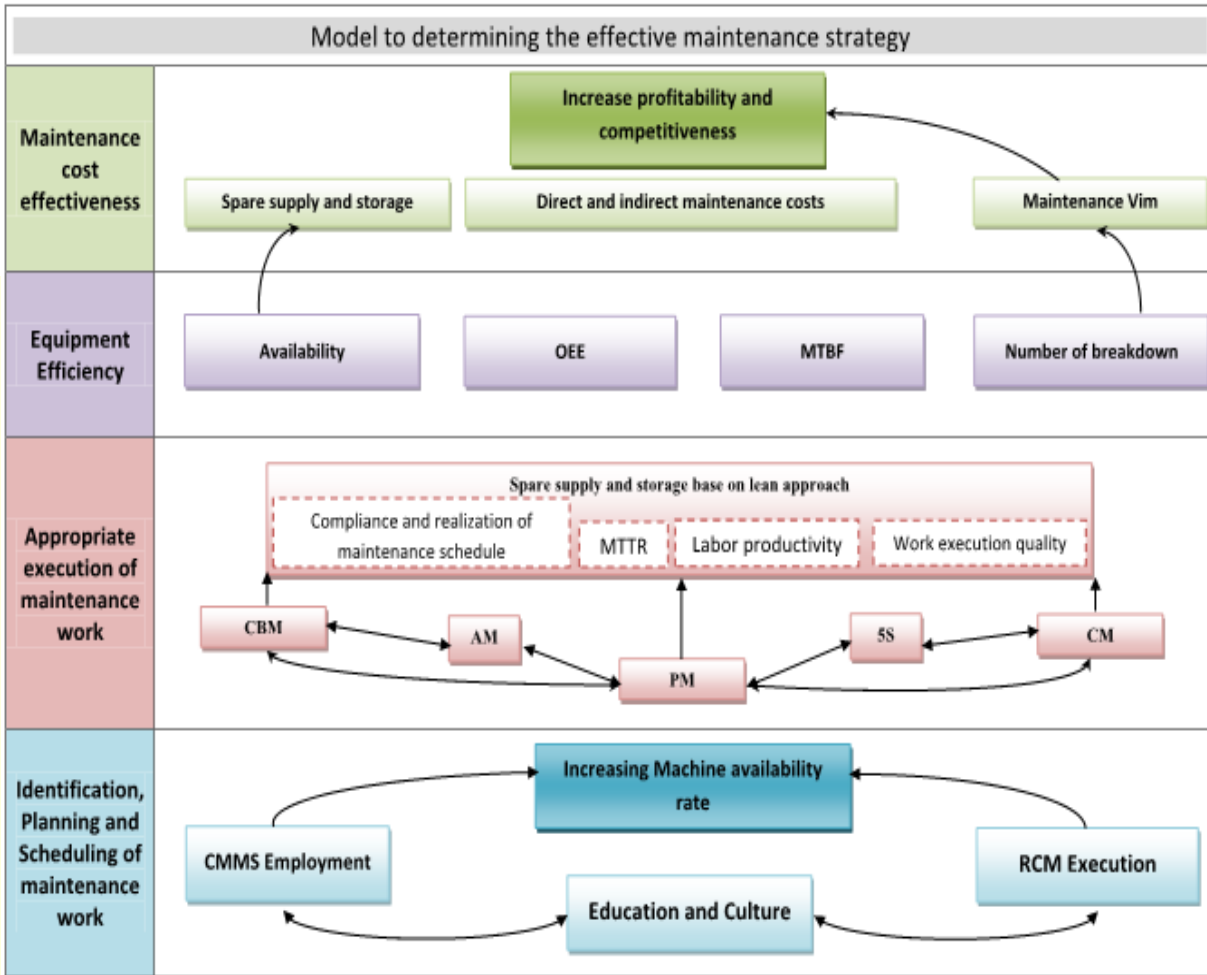 Model to determining the effective maintenance strategy
Maintenance
cost
effectiveness
Increase profitability and
competitiveness
Spare supply and storage
Direct and indirect maintenance costs
Maintenance Vim
Equipment
Efficiency
Availability
OEE
MTBF
Number of breakdown
Appropriate
execution of
maintenance
work
Spare supply and storage base on lean approach
Compliance and realization of
maintenance schedule
MTTR
Labor productivity
Work execution quality
CBM
AM
PM
5S
CM
Identification,
Planning and
Scheduling of
maintenance
work
Increasing Machine availability
rate
CMMS Employment
RCM Execution
Education and Culture